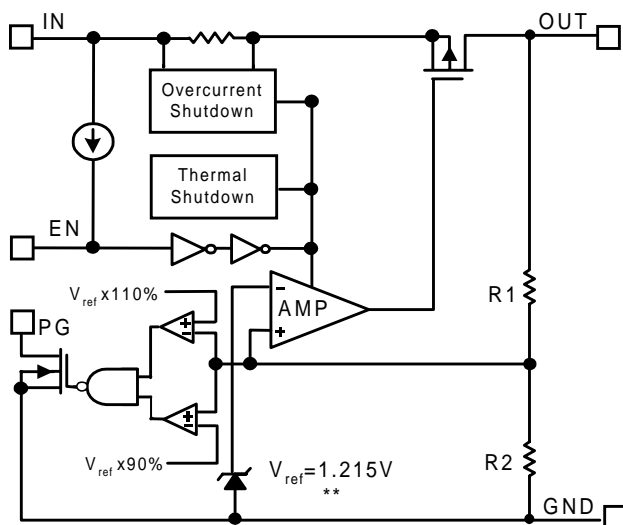 IN
OUT
Overcurrent
Shutdown
Thermal
Shutdown
EN
Vref x110%
AMP
R1
PG
Vref x90%
Vref=1.215V
**
R2
GND